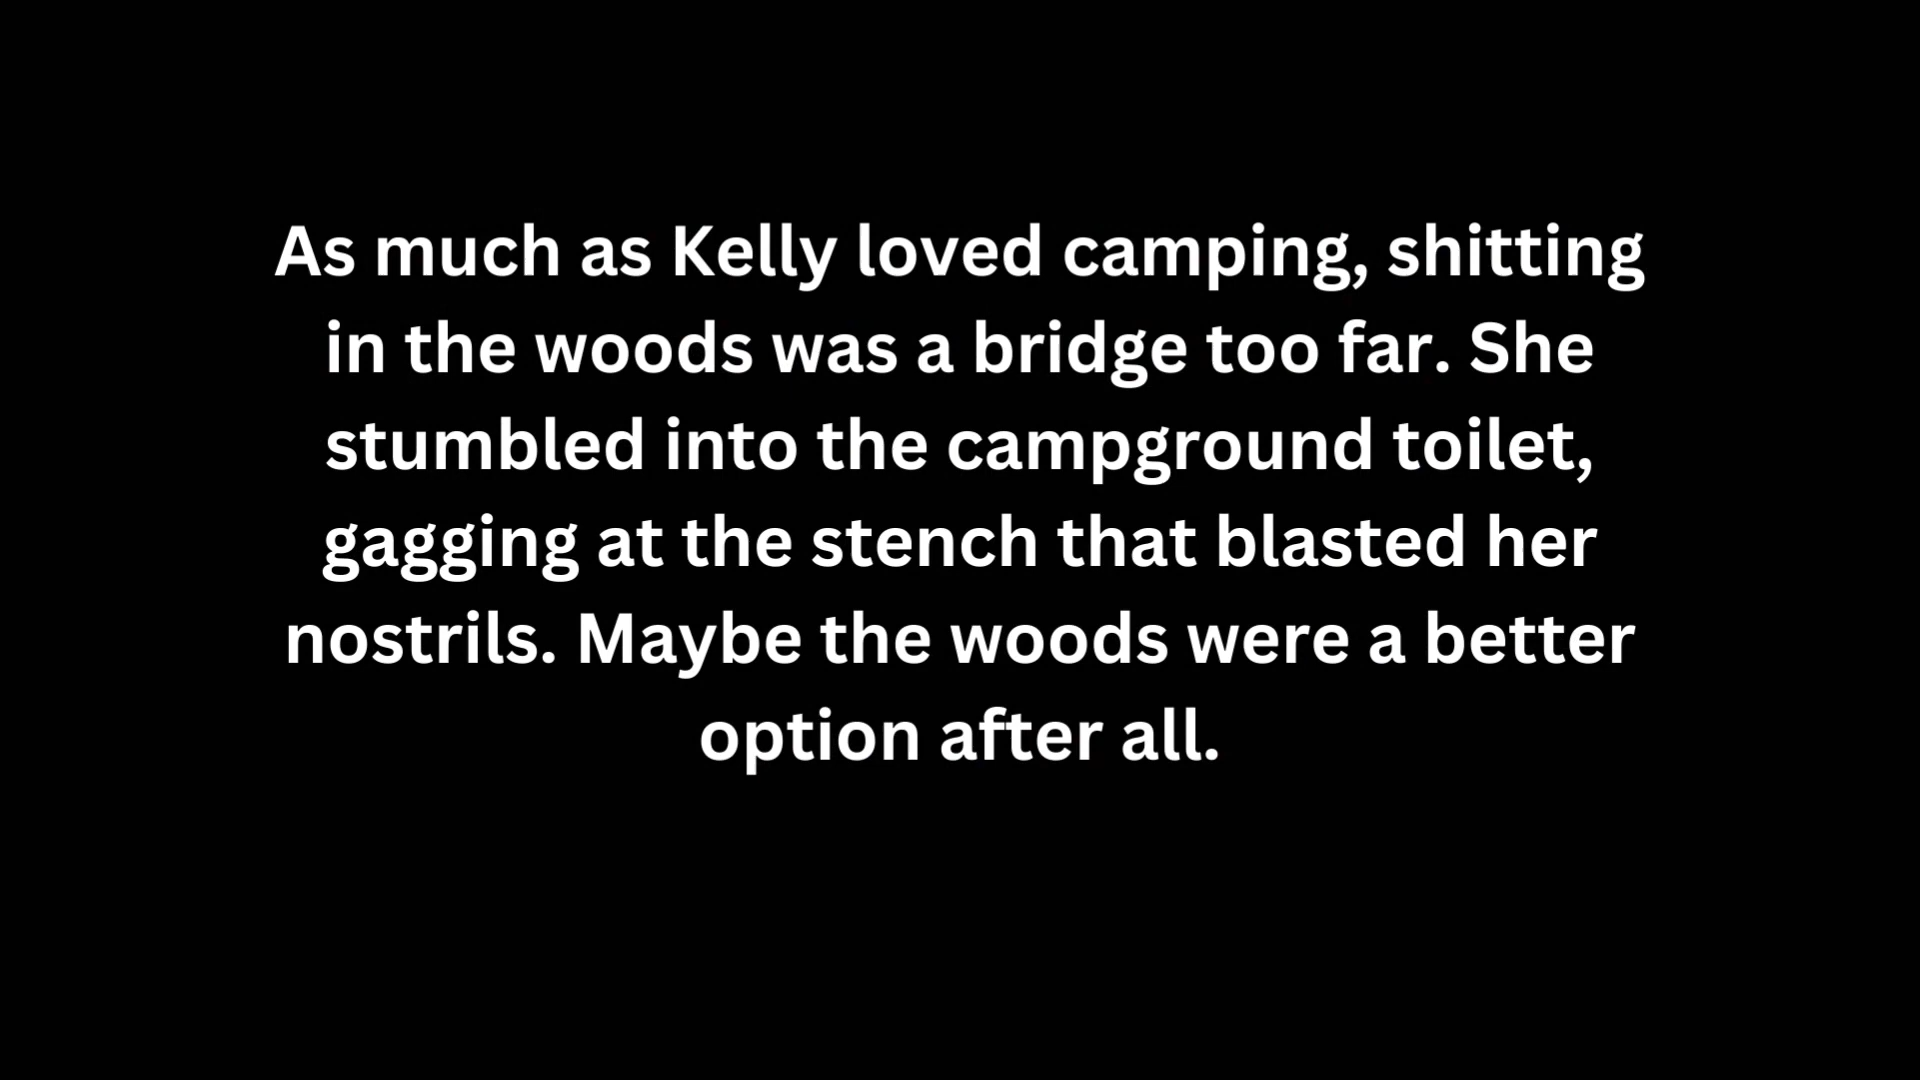 As much as Kelly loved camping, shitting
in the woods was a bridge too far. She
stumbled into the campground toilet,
gagging at the stench that blasted her
nostrils. Maybe the woods were a better
option after all.